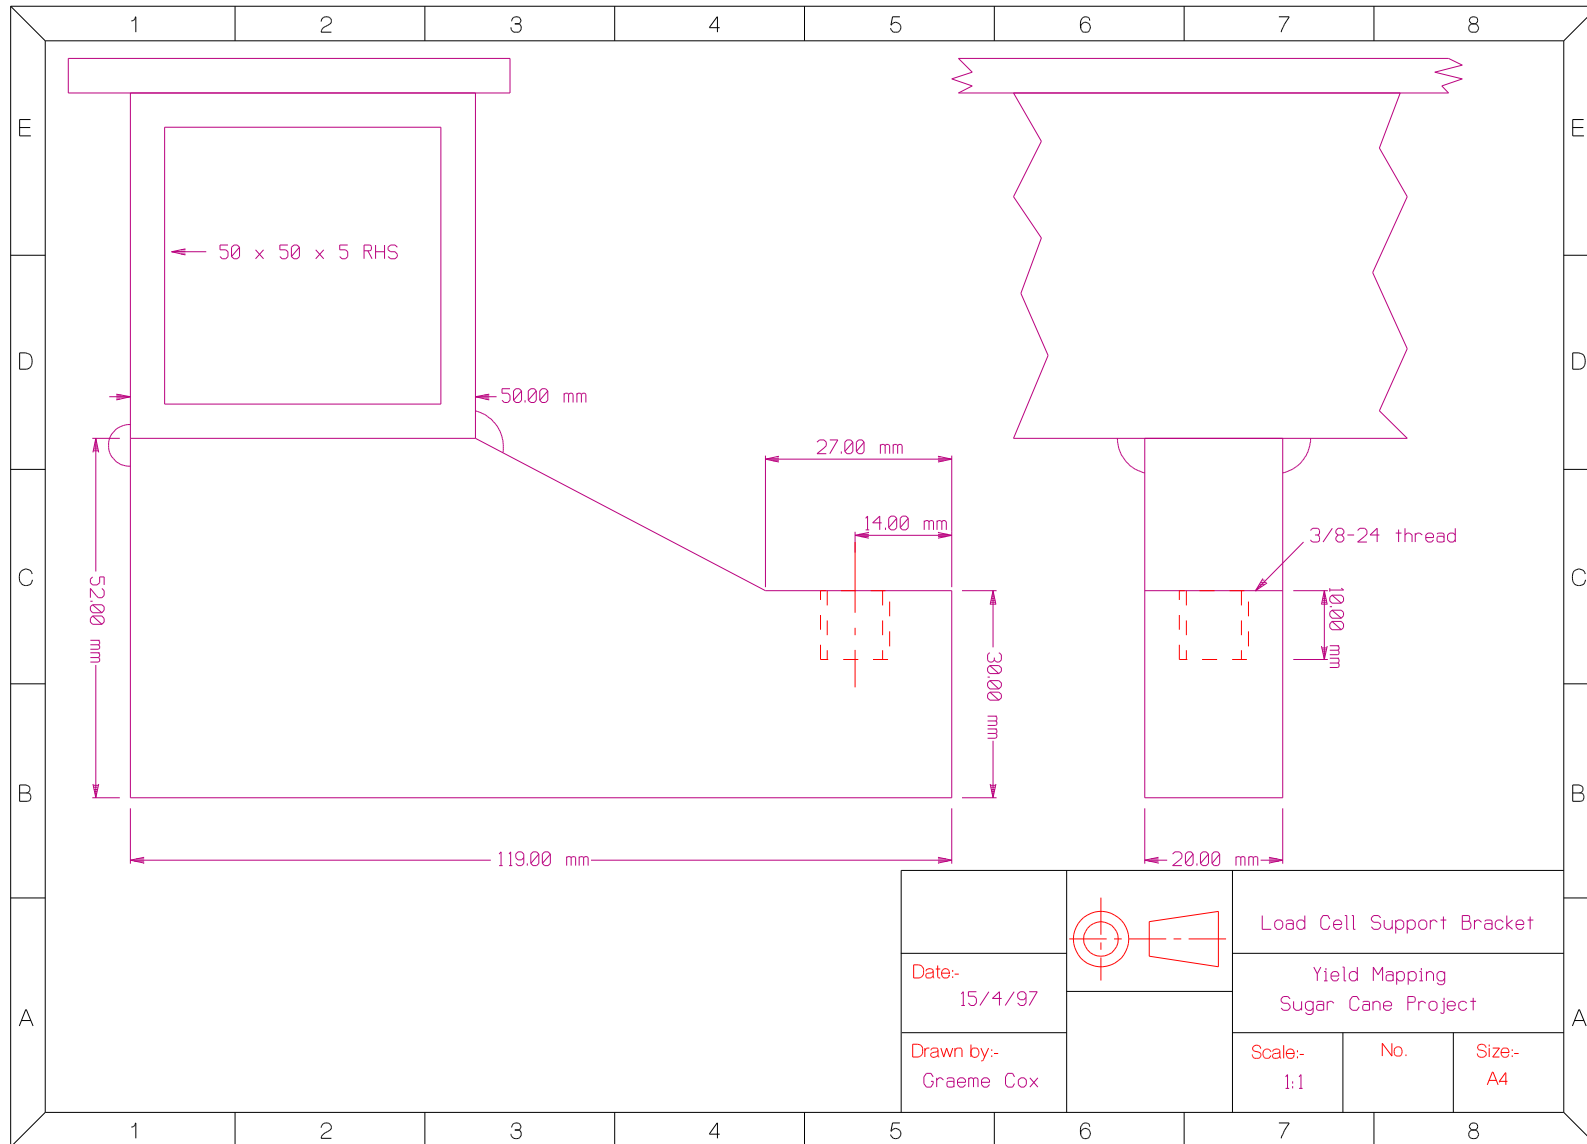 1 2 3 4 5 6 7 8
E E
50 x 50 x 5 RHS
D D
50.00 mm
27.00 mm
14.00 mm
3/8-24 thread
C C
52.00 mm
10.00 mm
30.00 mm
B B
119.00 mm
20.00 mm
Load Cell Support Bracket
Date:-
15/4/97
Yield Mapping
Sugar Cane Project
A A
Drawn by:-
Graeme Cox
Scale:-
1:1
No.
Size:-
A4
1 2 3 4 5 6 7 8